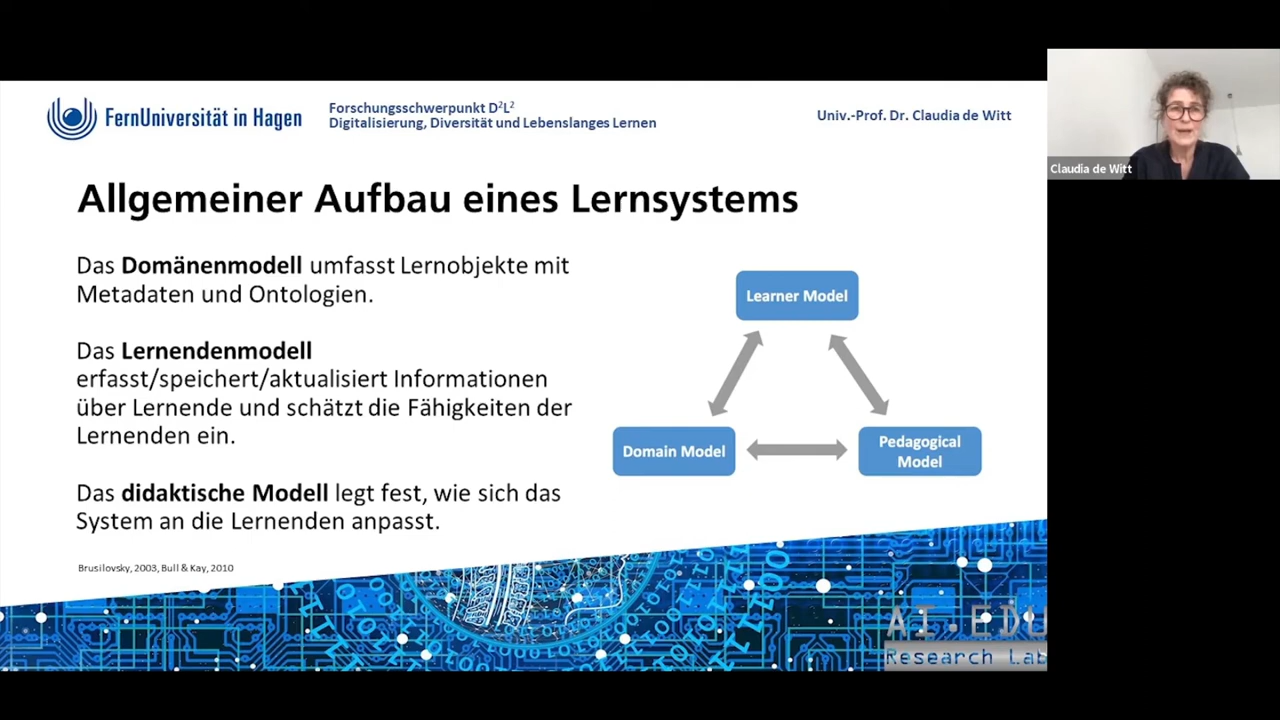 FernUniversität in Hagen
Forschungsschwerpunkt D²L²
Digitalisierung, Diversität und Lebenslanges Lernen
Univ.-Prof. Dr. Claudia de Witt
Claudia de Witt
Allgemeiner Aufbau eines Lernsystems
Das Domänenmodell umfasst Lernobjekte mit
Metadaten und Ontologien.
Das Lernendenmodell
erfasst/speichert/aktualisiert Informationen
über Lernende und schätzt die Fähigkeiten der
Lernenden ein.
Das didaktische Modell legt fest, wie sich das
System an die Lernenden anpasst.
Brusilovsky, 2003, Bull & Kay, 2010
Learner Model
Domain Model
Pedagogical
Model
AI.EDU
Research Lab